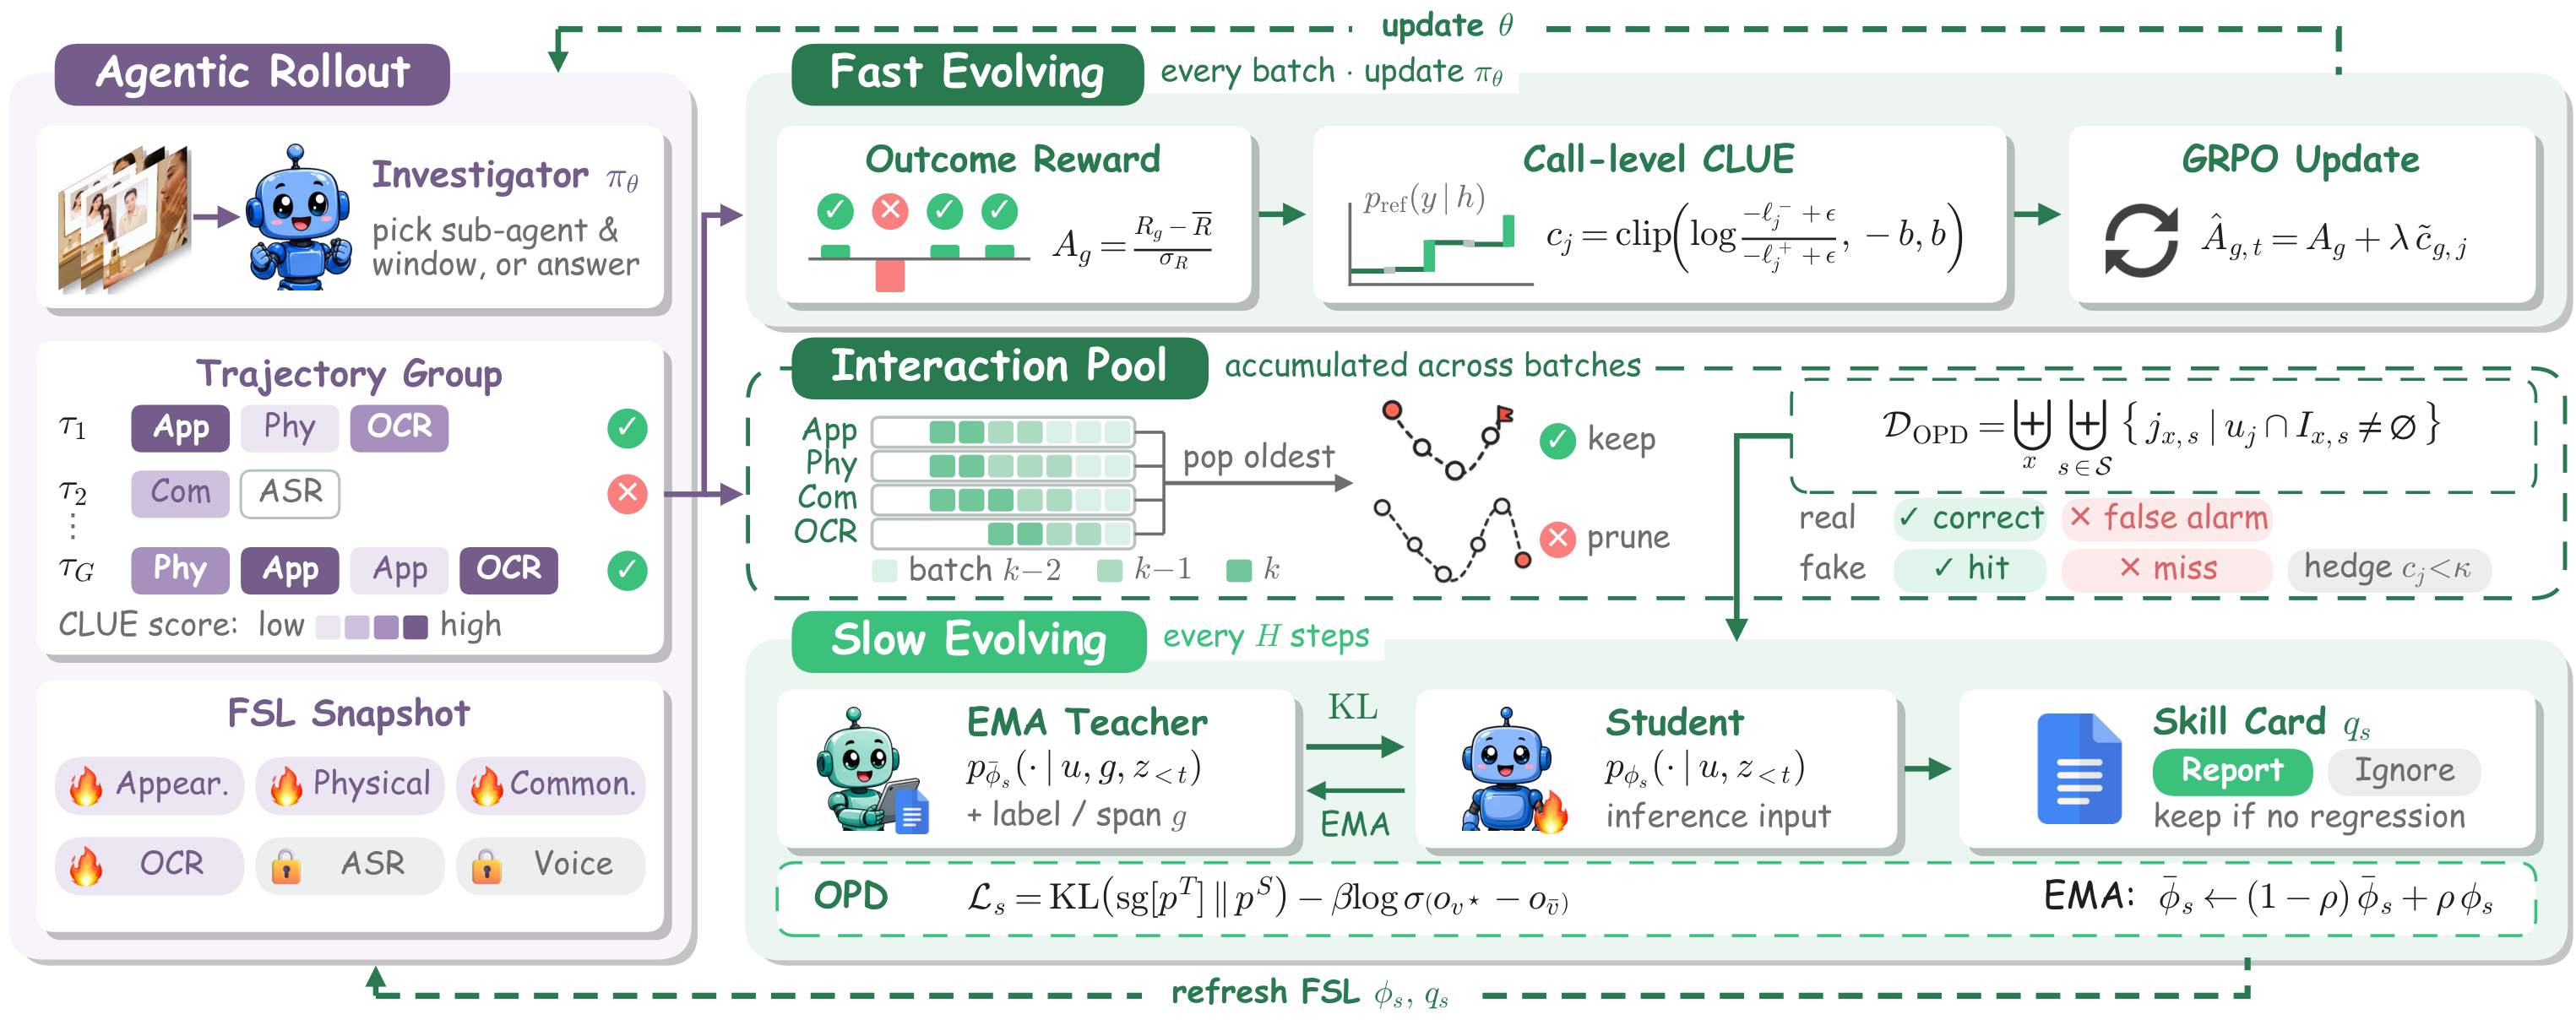 update θ
Agentic Rollout
Investigator π_θ
pick sub-agent &
window, or answer
Trajectory Group
τ_1 App Phy OCR ✓
τ_2 Com ASR ✕
⋮
τ_G Phy App App OCR ✓
CLUE score: low high
FSL Snapshot
Appear. Physical Common.
OCR ASR Voice
Fast Evolving every batch · update π_θ
Outcome Reward
✓ ✕ ✓ ✓
A_g = (R_g − R̅) / σ_R
Call-level CLUE
p_ref(y | h)
c_j = clip(log (−ℓ_j^− + ϵ) / (−ℓ_j^+ + ϵ), −b, b)
GRPO Update
Â_{g,t} = A_g + λ c̃_{g,j}
Interaction Pool accumulated across batches
App
Phy
Com
OCR
batch k−2 k−1 k
pop oldest
✓ keep
✕ prune
𝒟_OPD = ⨄_x ⨄_{s∈𝒮} { j_{x,s} | u_j ∩ I_{x,s} ≠ ∅ }
real ✓ correct ✕ false alarm
fake ✓ hit ✕ miss hedge c_j<κ
Slow Evolving every H steps
EMA Teacher
p_{ϕ̄_s}(· | u, g, z_{<t})
+ label / span g
KL
EMA
Student
p_{ϕ_s}(· | u, z_{<t})
inference input
Skill Card q_s
Report Ignore
keep if no regression
OPD ℒ_s = KL(sg[p^T] ∥ p^S) − β log σ(o_{v⋆} − o_{v̄})
EMA: ϕ̄_s ← (1 − ρ) ϕ̄_s + ρ ϕ_s
refresh FSL ϕ_s, q_s